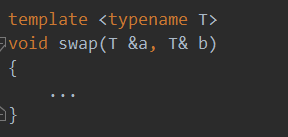 template <typename T>
void swap(T &a, T& b)
{
    ...
}